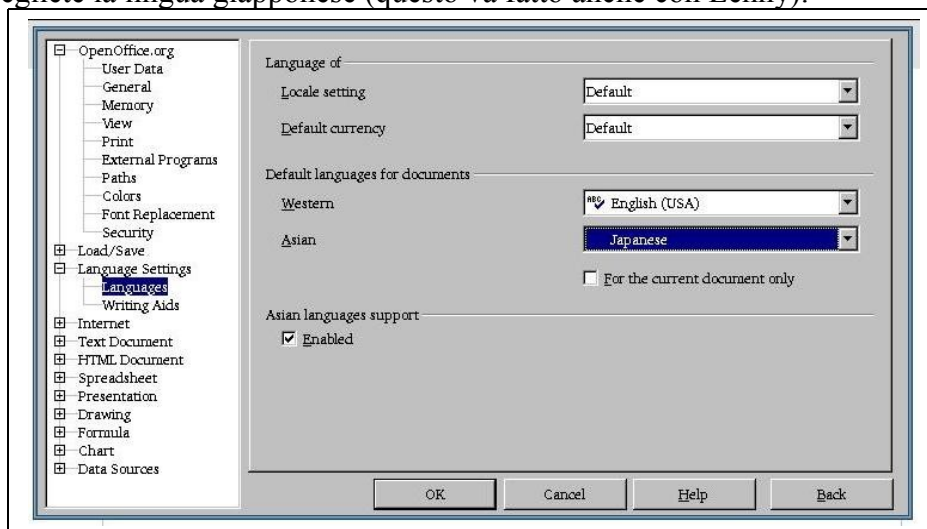 segliete la lingua giapponese (questo va fatto anche con Lenny).
OpenOffice.org
User Data
General
Memory
View
Print
External Programs
Paths
Colors
Font Replacement
Security
Load/Save
Language Settings
Languages
Writing Aids
Internet
Text Document
HTML Document
Spreadsheet
Presentation
Drawing
Formula
Chart
Data Sources
Language of
Locale setting
Default
Default currency
Default
Default languages for documents
Western
ABC English (USA)
Asian
Japanese
For the current document only
Asian languages support
Enabled
OK
Cancel
Help
Back